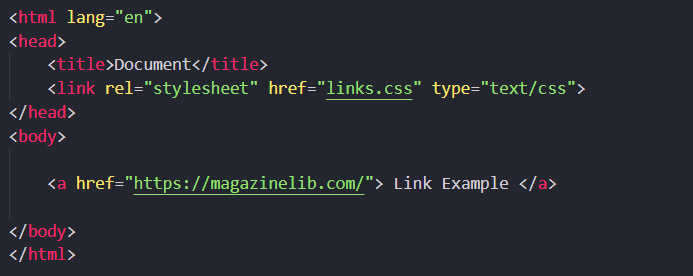 <html lang="en">
<head>
    <title>Document</title>
    <link rel="stylesheet" href="links.css" type="text/css">
</head>
<body>
    <a href="https://magazinelib.com/"> Link Example </a>
</body>
</html>